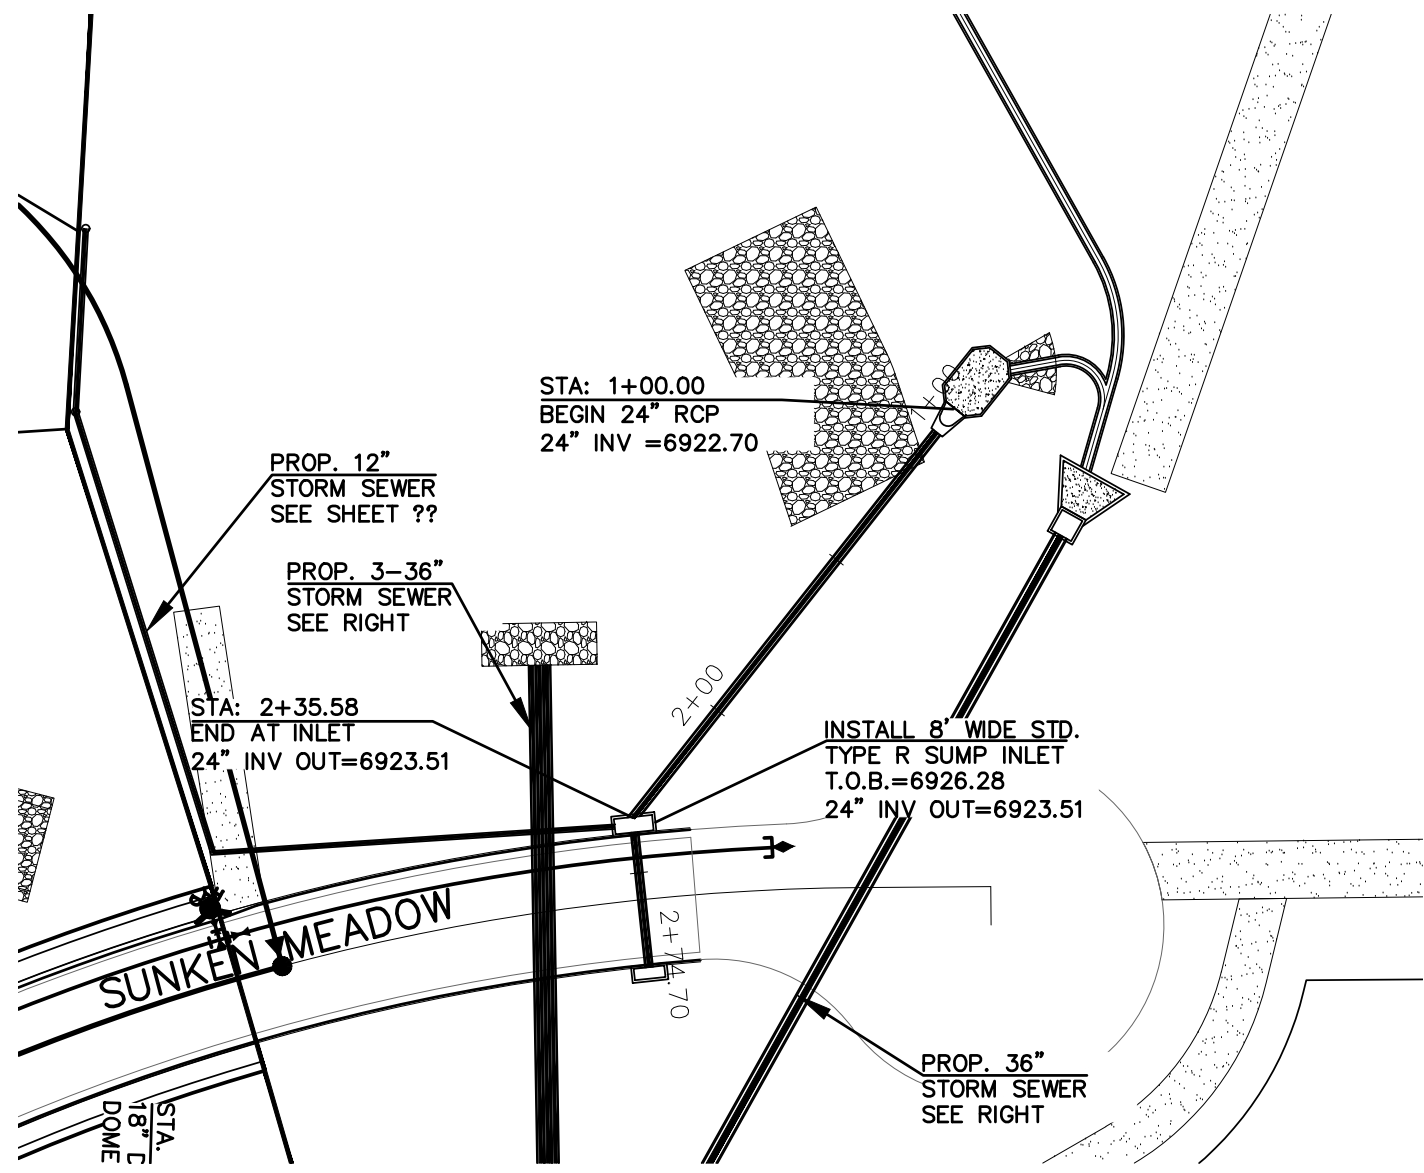 STA: 1+00.00
BEGIN 24" RCP
24" INV =6922.70
1+00
PROP. 12"
STORM SEWER
SEE SHEET ??
PROP. 3-36"
STORM SEWER
SEE RIGHT
2+00
STA: 2+35.58
END AT INLET
24" INV OUT=6923.51
INSTALL 8' WIDE STD.
TYPE R SUMP INLET
T.O.B.=6926.28
24" INV OUT=6923.51
SUNKEN MEADOW
2+74.70
PROP. 36"
STORM SEWER
SEE RIGHT
STA.
18" D
DOME